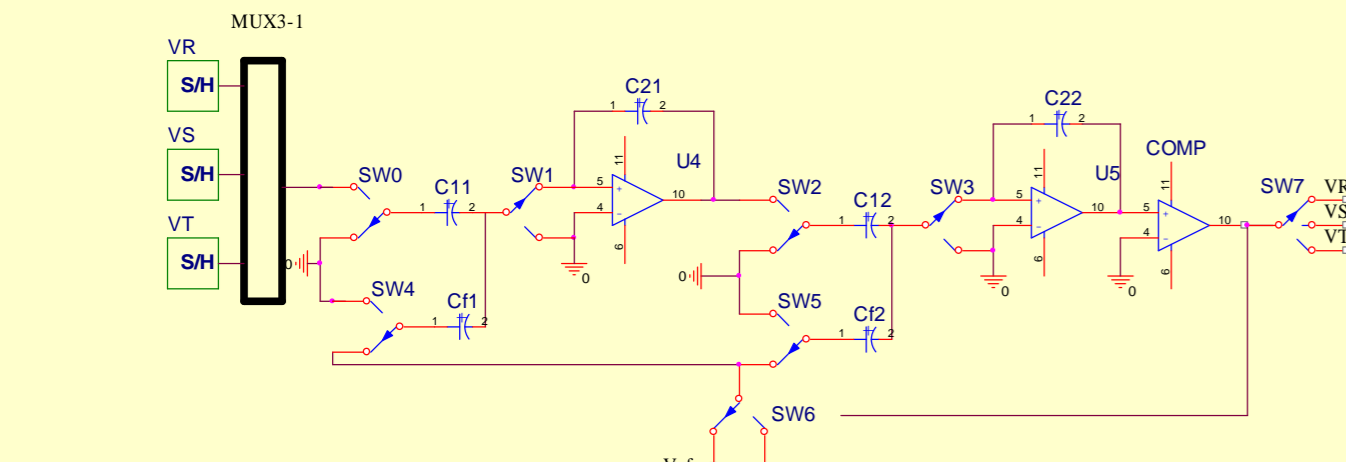 MUX3-1
VR
S/H
VS
S/H
VT
S/H
SW0
C11
1 2
SW1
C21
1 2
U4
11
5
+
4
-
10
6
0
0
SW4
Cf1
1 2
SW2
C12
1 2
SW3
C22
1 2
U5
11
5
+
4
-
10
6
0
0
SW5
Cf2
1 2
COMP
11
5
+
4
-
10
6
0
SW7
VR
VS
VT
SW6